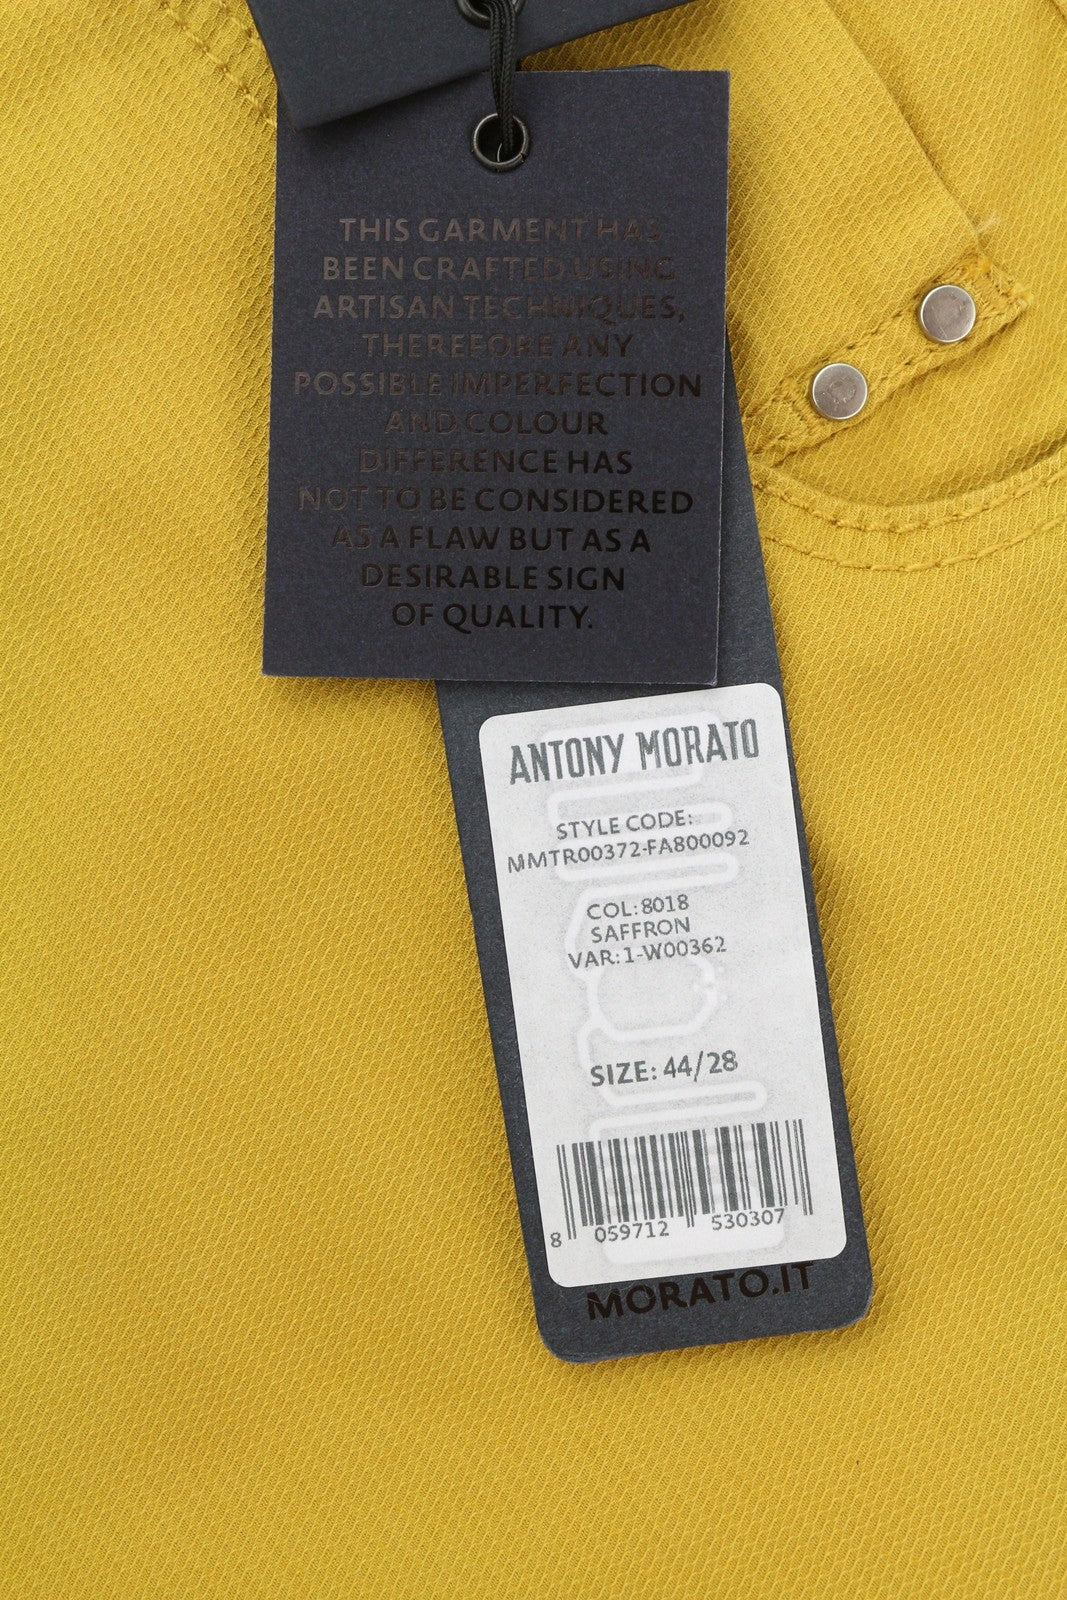 THIS GARMENT HAS
BEEN CRAFTED USING
ARTISAN TECHNIQUES,
THEREFORE ANY
POSSIBLE IMPERFECTION
AND COLOUR
DIFFERENCE HAS
NOT TO BE CONSIDERED
AS A FLAW BUT AS A
DESIRABLE SIGN
OF QUALITY.
ANTONY MORATO
STYLE CODE:
MMTR00372-FA800092
COL:8018
SAFFRON
VAR:1-W00362
SIZE: 44/28
8 059712 530307
MORATO.IT